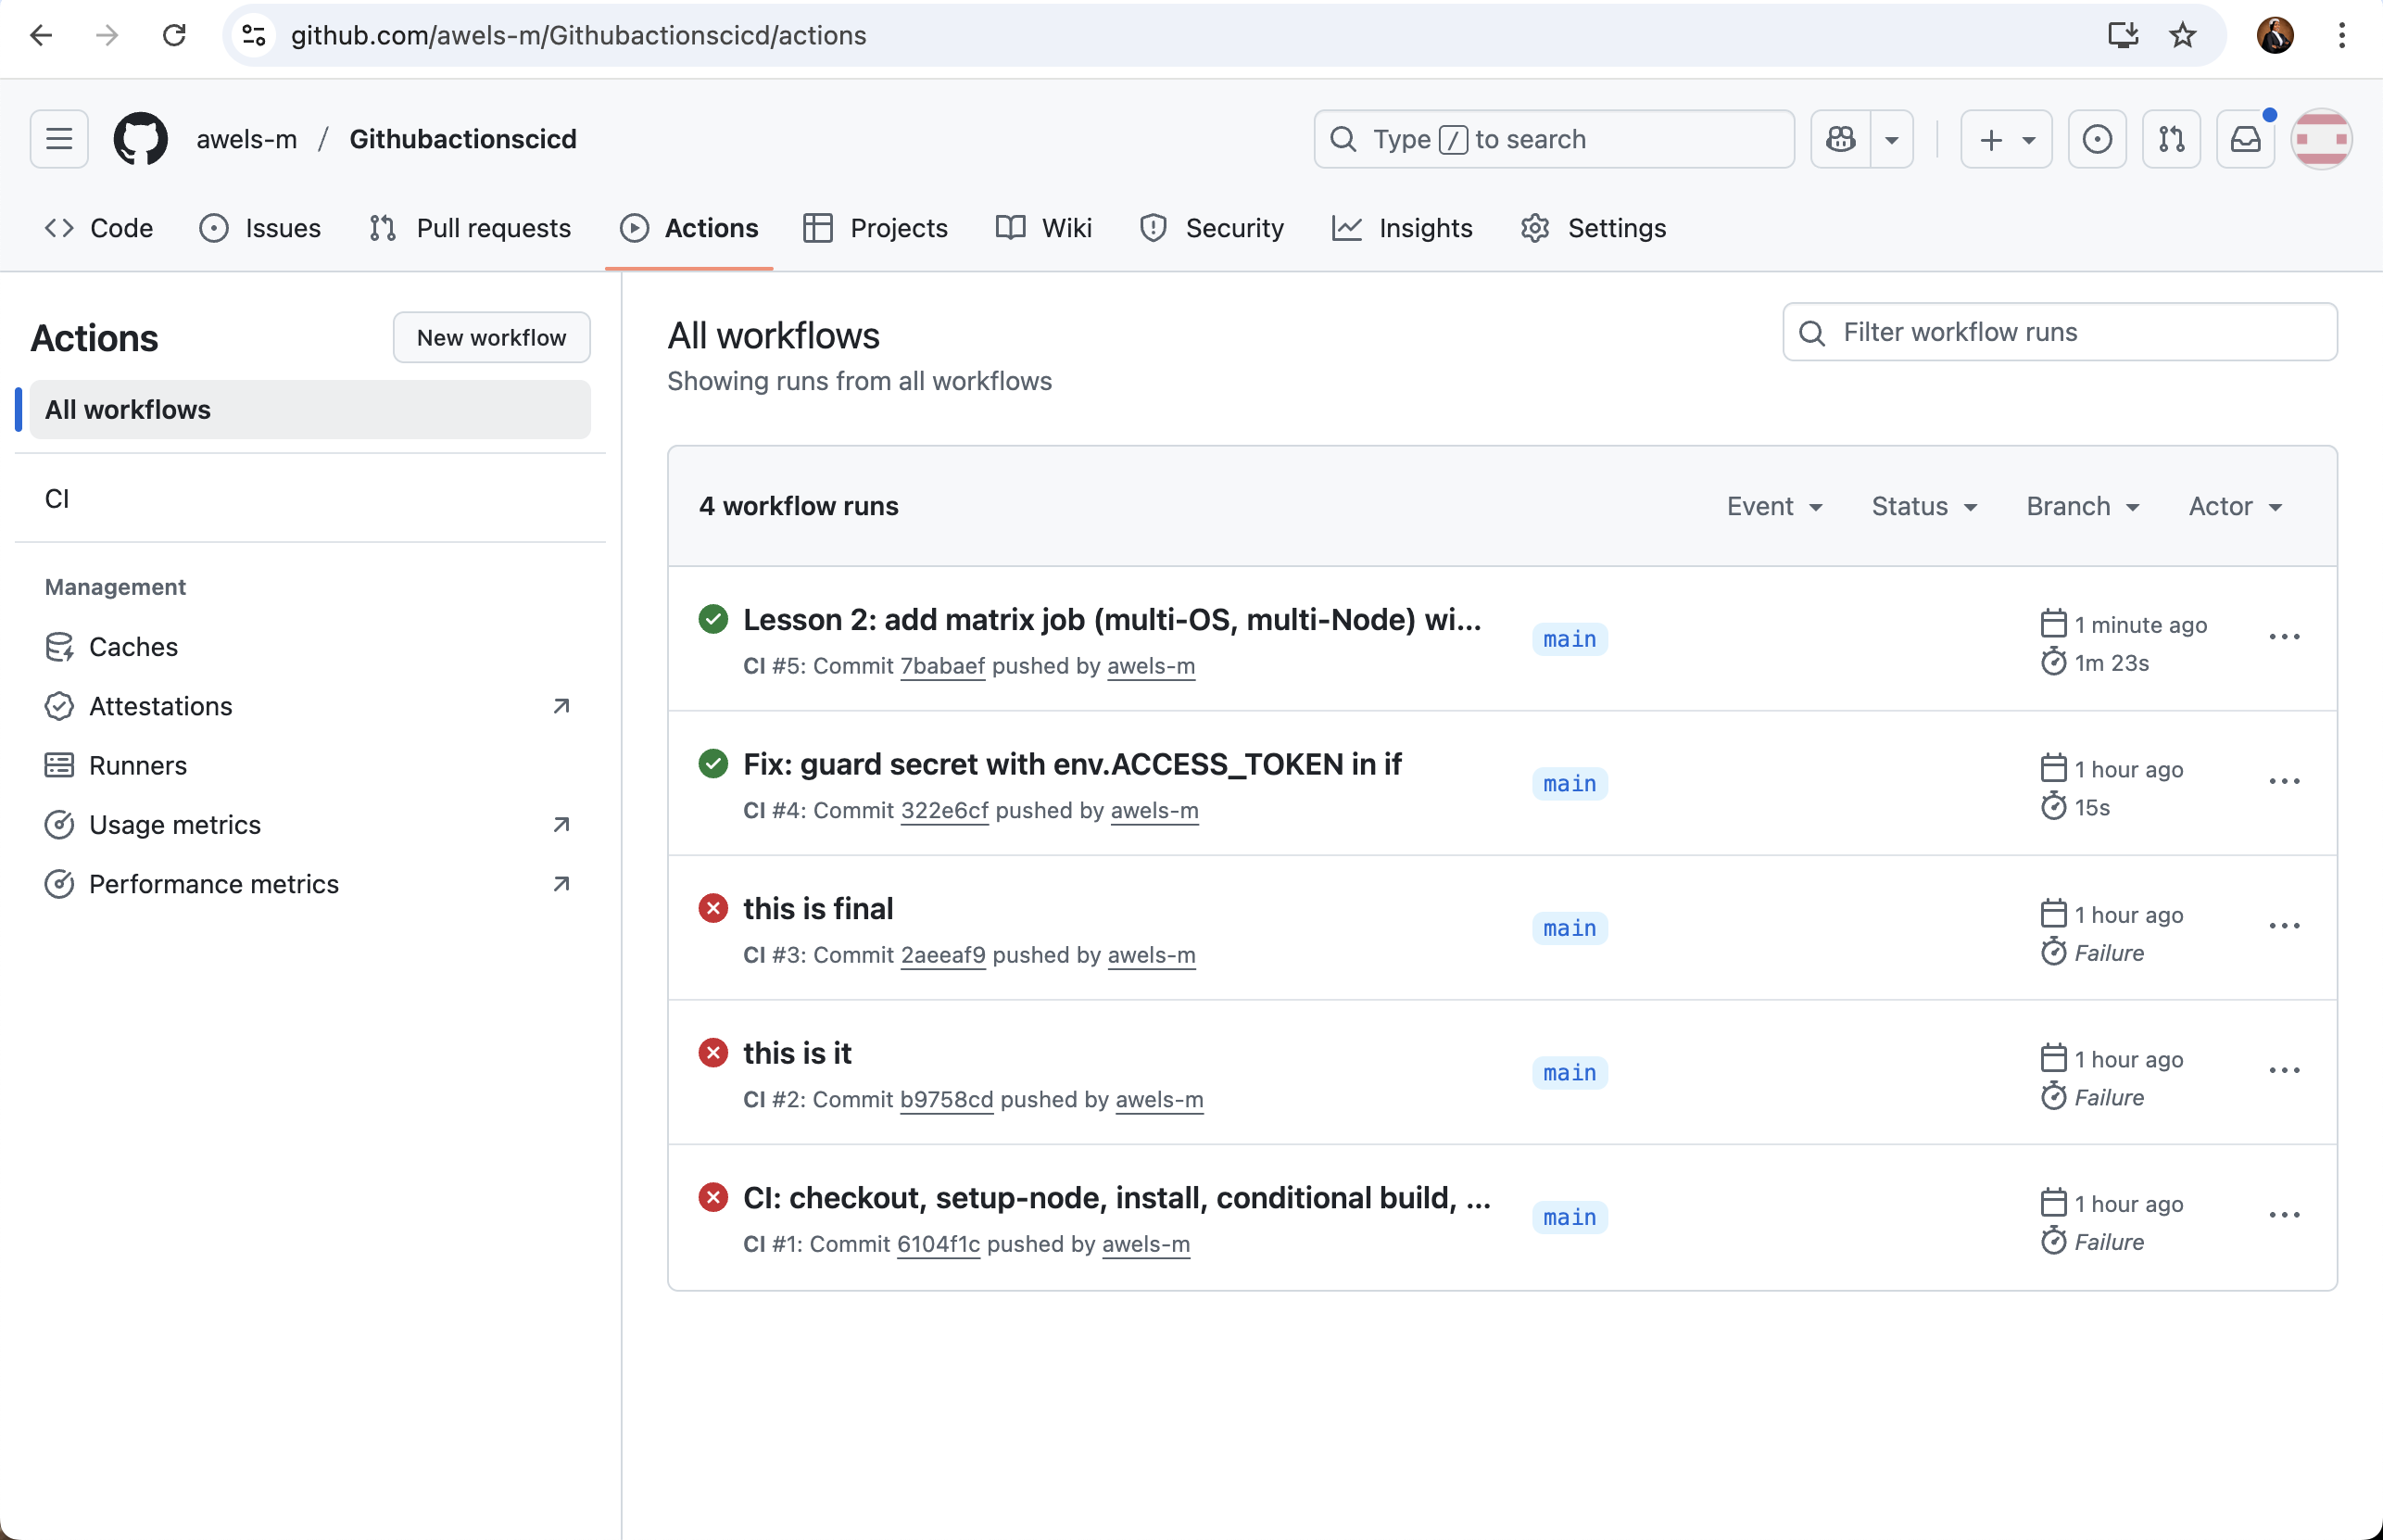 github.com/awels-m/Githubactionscicd/actions
awels-m / Githubactionscicd
Type / to search
Code Issues Pull requests Actions Projects Wiki Security Insights Settings
Actions
New workflow
All workflows
CI
Management
Caches
Attestations
Runners
Usage metrics
Performance metrics
All workflows
Showing runs from all workflows
Filter workflow runs
4 workflow runs
Event Status Branch Actor
Lesson 2: add matrix job (multi-OS, multi-Node) wi...
CI #5: Commit 7babaef pushed by awels-m
main
1 minute ago
1m 23s
Fix: guard secret with env.ACCESS_TOKEN in if
CI #4: Commit 322e6cf pushed by awels-m
main
1 hour ago
15s
this is final
CI #3: Commit 2aeeaf9 pushed by awels-m
main
1 hour ago
Failure
this is it
CI #2: Commit b9758cd pushed by awels-m
main
1 hour ago
Failure
CI: checkout, setup-node, install, conditional build, ...
CI #1: Commit 6104f1c pushed by awels-m
main
1 hour ago
Failure